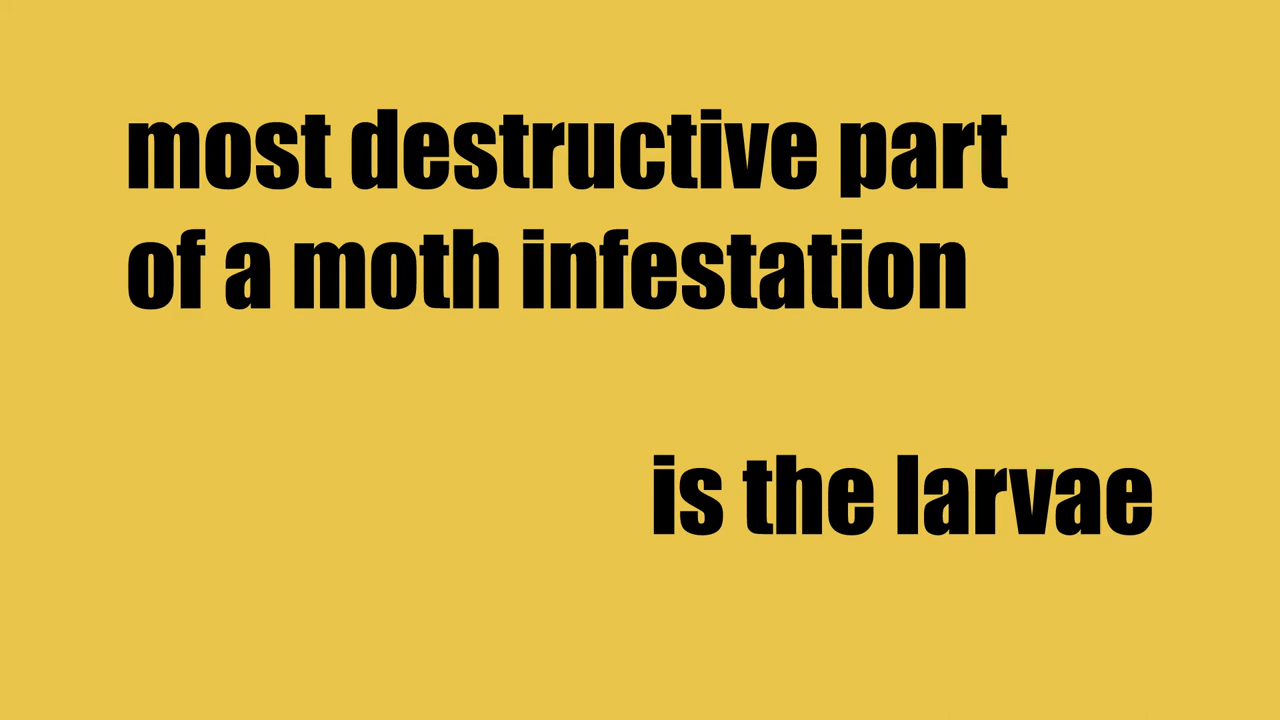 most destructive part
of a moth infestation
is the larvae